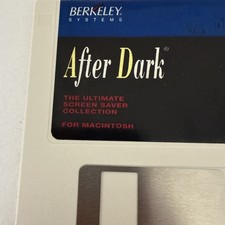 BERKELEY
SYSTEMS
After Dark®
THE ULTIMATE
SCREEN SAVER
COLLECTION
FOR MACINTOSH